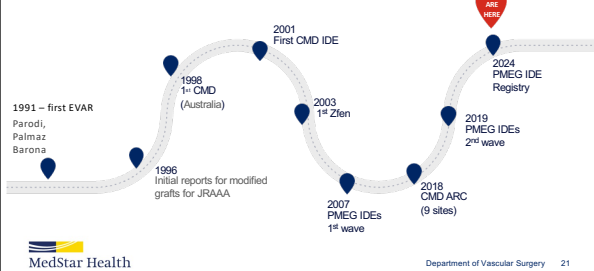 ARE
HERE
2001
First CMD IDE
1998
1st CMD
(Australia)
2024
PMEG IDE
Registry
1991 – first EVAR
Parodi,
Palmaz
Barona
2003
1st Zfen
2019
PMEG IDEs
2nd wave
1996
Initial reports for modified
grafts for JRAAA
2018
CMD ARC
(9 sites)
2007
PMEG IDEs
1st wave
MedStar Health
Department of Vascular Surgery 21